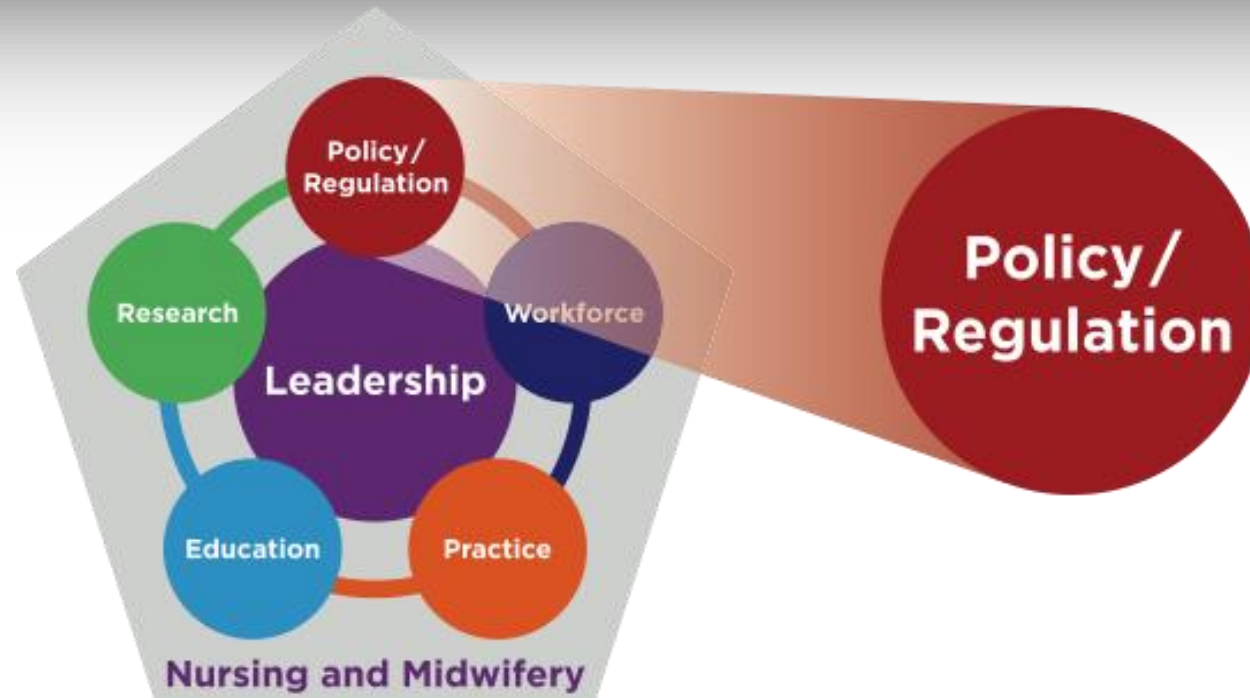 Policy/
Regulation
Research
Workforce
Leadership
Education
Practice
Nursing and Midwifery
Policy/
Regulation